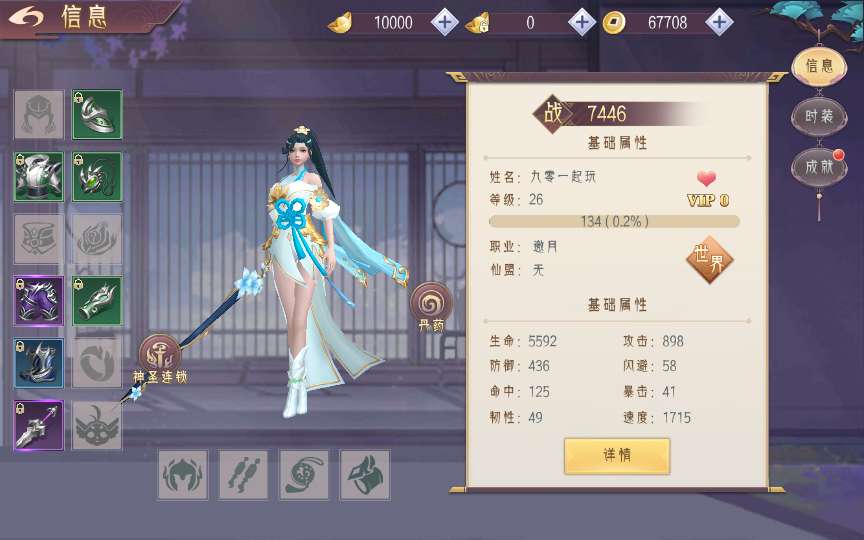 信息
10000
0
67708
信息
时装
成就
战 7446
基础属性
姓名：九零一起玩
等级：26
VIP 0
134 ( 0.2% )
职业：邀月
仙盟：无
世界
基础属性
生命：5592 攻击：898
防御：436 闪避：58
命中：125 暴击：41
韧性：49 速度：1715
详情
丹药
神圣连锁